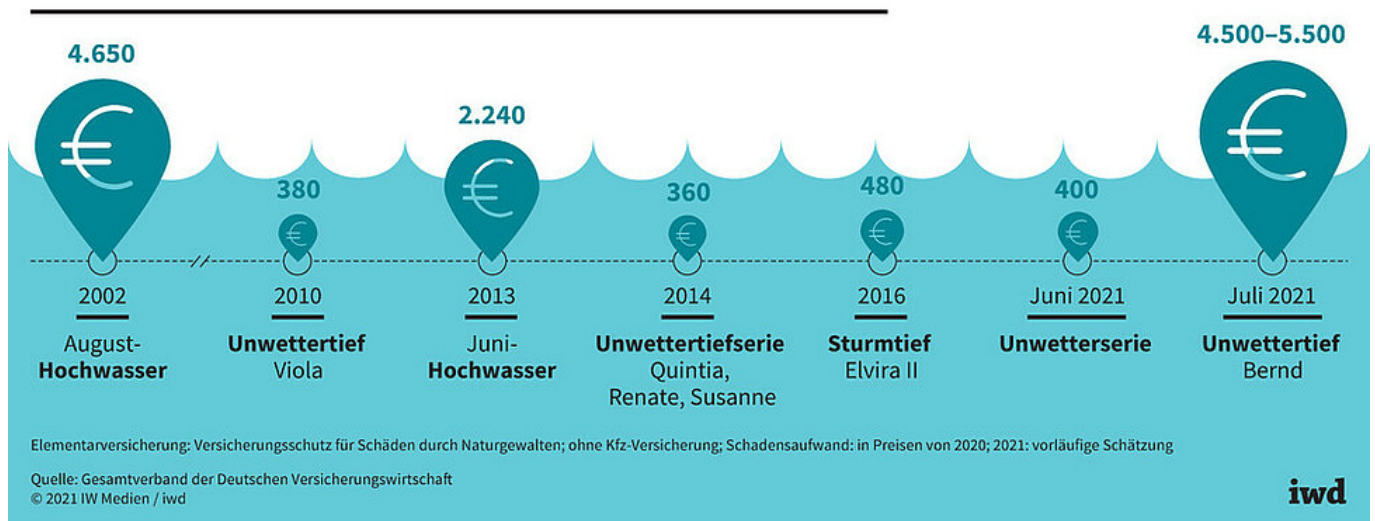 4.650
380
2.240
360
480
400
4.500–5.500
2002
August-
Hochwasser
2010
Unwettertief
Viola
2013
Juni-
Hochwasser
2014
Unwettertiefserie
Quintia,
Renate, Susanne
2016
Sturmtief
Elvira II
Juni 2021
Unwetterserie
Juli 2021
Unwettertief
Bernd
Elementarversicherung: Versicherungsschutz für Schäden durch Naturgewalten; ohne Kfz-Versicherung; Schadensaufwand: in Preisen von 2020; 2021: vorläufige Schätzung
Quelle: Gesamtverband der Deutschen Versicherungswirtschaft
© 2021 IW Medien / iwd
iwd